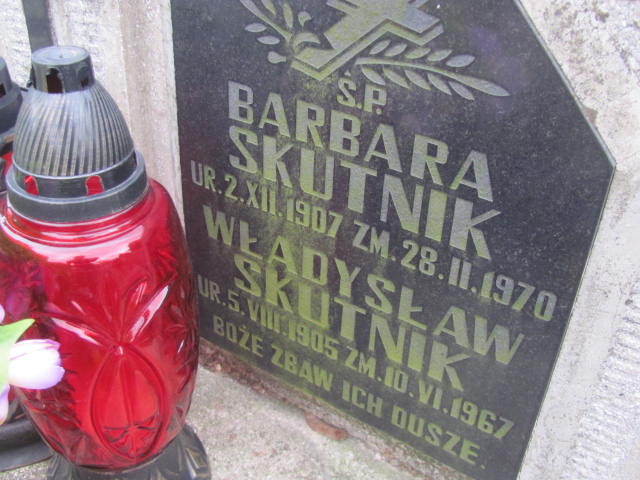 Ś.P.
BARBARA
SKUTNIK
UR. 2. XII. 1907 ZM. 28. II. 1970
WŁADYSŁAW
SKUTNIK
UR. 5. VIII. 1905 ZM. 10. VI. 1967
BOŻE ZBAW ICH DUSZE.